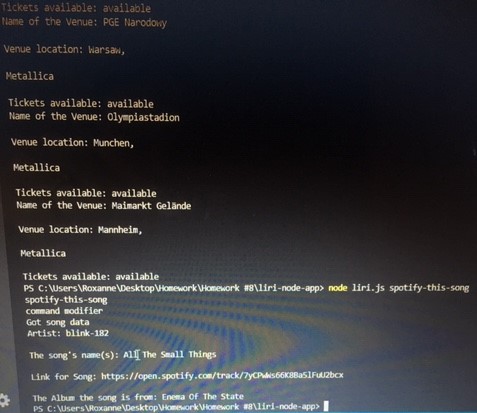 Tickets available: available
Name of the Venue: PGE Narodowy
Venue location: Warsaw,
Metallica
Tickets available: available
Name of the Venue: Olympiastadion
Venue location: Munchen,
Metallica
Tickets available: available
Name of the Venue: Maimarkt Gelände
Venue location: Mannheim,
Metallica
Tickets available: available
PS C:\Users\Roxanne\Desktop\Homework\Homework #8\liri-node-app> node liri.js spotify-this-song
spotify-this-song
command modifier
Got song data
Artist: blink-182
The song's name(s): All The Small Things
Link for Song: https://open.spotify.com/track/7yCPwWs66K8Ba5lFuU2bcx
The Album the song is from: Enema Of The State
PS C:\Users\Roxanne\Desktop\Homework\Homework #8\liri-node-app>